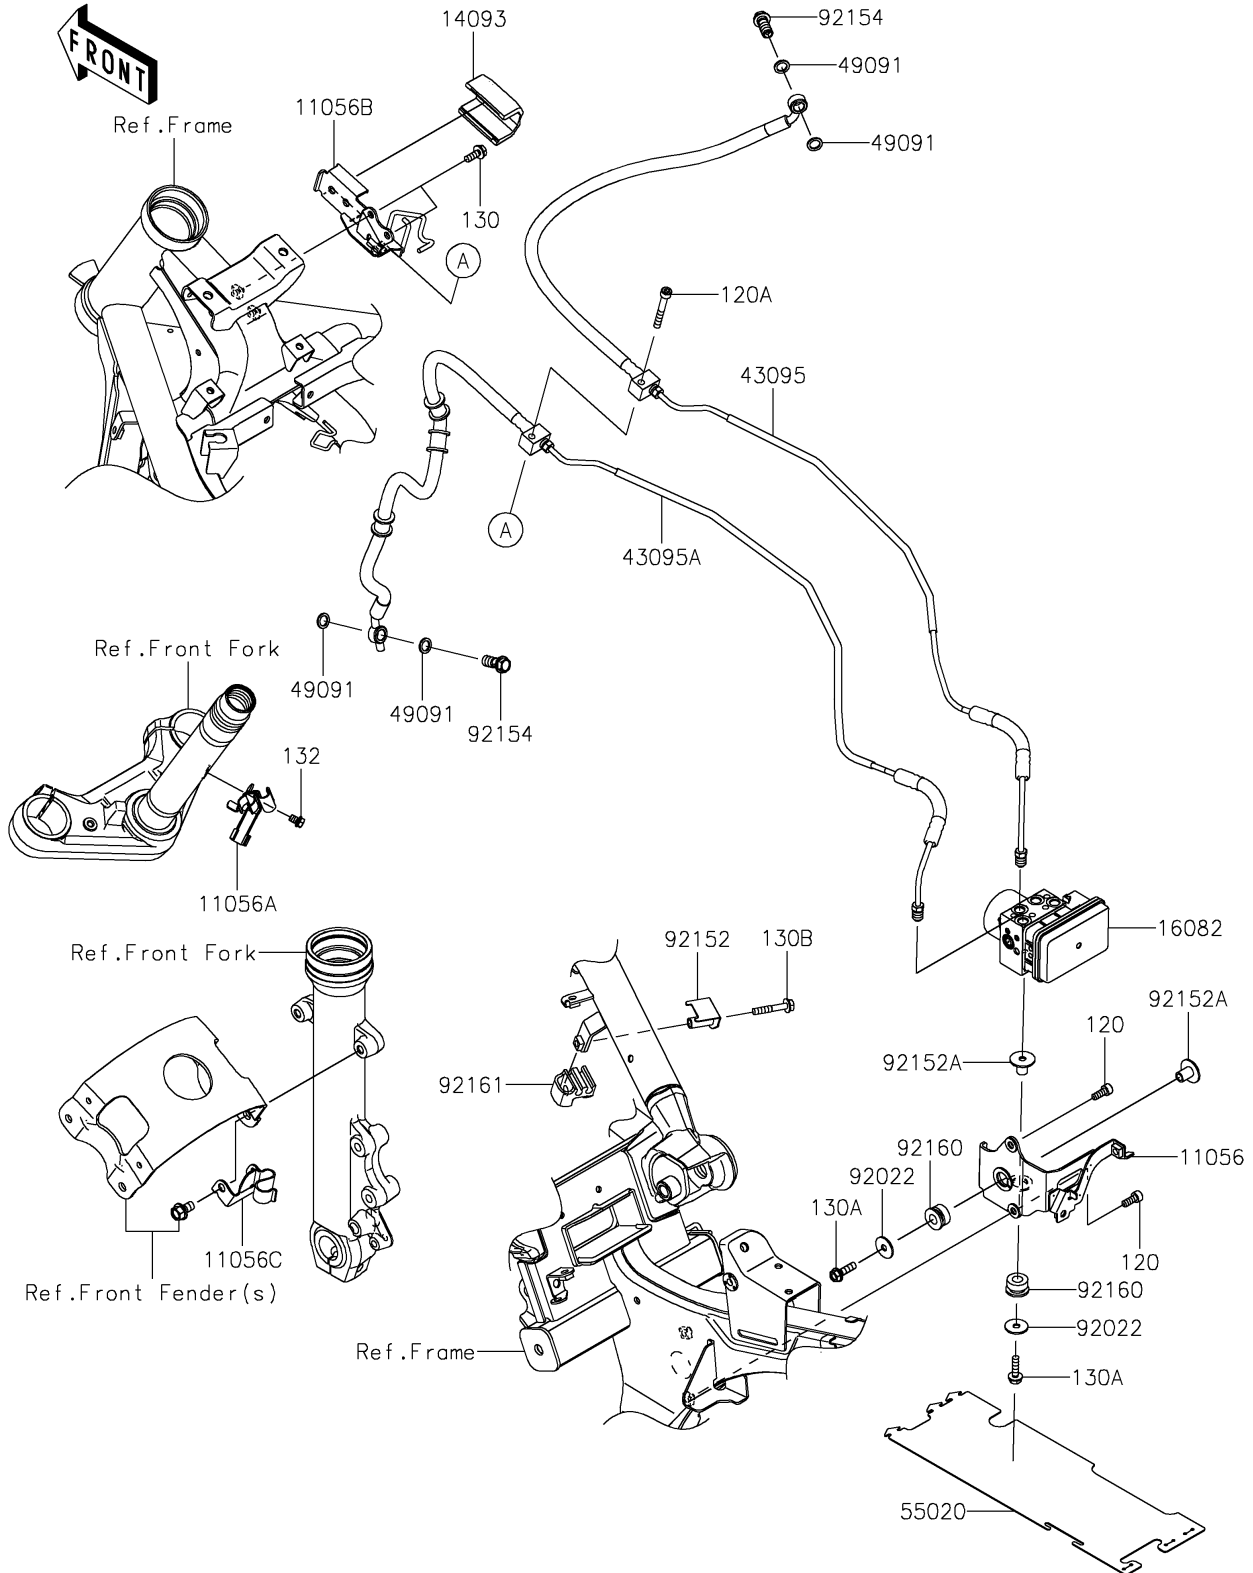 FRONT
14093
92154
49091
11056B
Ref.Frame
49091
130
A
120A
43095
A
43095A
Ref.Front Fork
49091
49091
92154
132
11056A
16082
Ref.Front Fork
92152
130B
92152A
120
92152A
92161
92160
11056
92022
130A
11056C
120
Ref.Front Fender(s)
92160
92022
Ref.Frame
130A
55020